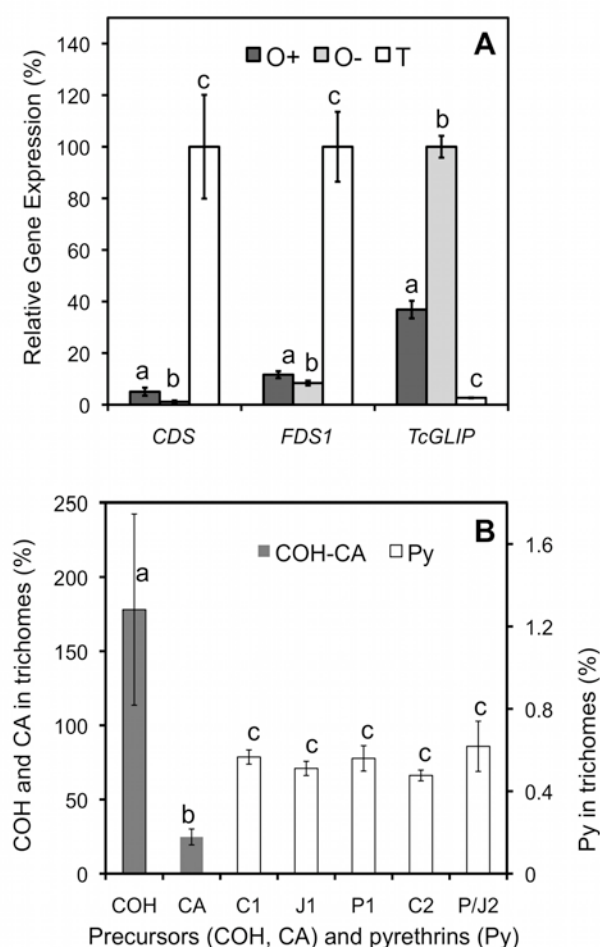 A
O+ O- T
Relative Gene Expression (%)
140
120
100
80
60
40
20
0
a b c
a b c
a b c
CDS FDS1 TcGLIP
B
COH-CA Py
COH and CA in trichomes (%)
250
200
150
100
50
0
a b c c c c c
1.6
1.2
0.8
0.4
0
Py in trichomes (%)
COH CA C1 J1 P1 C2 P/J2
Precursors (COH, CA) and pyrethrins (Py)